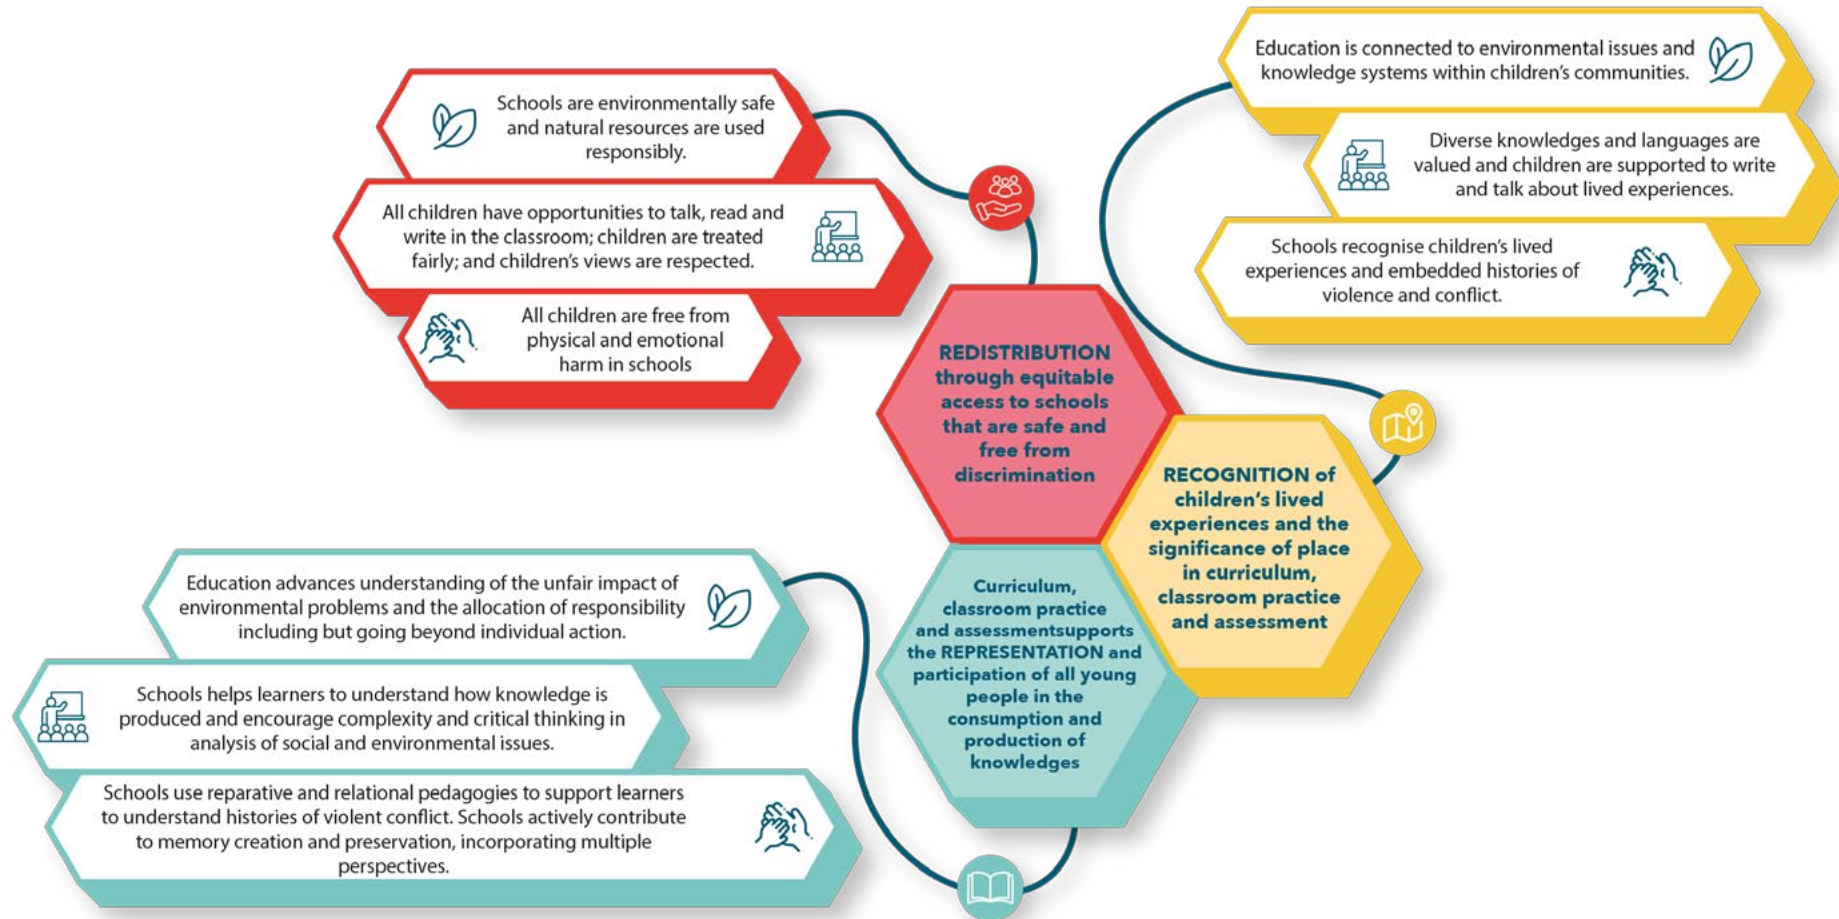 Schools are environmentally safe
and natural resources are used
responsibly.
All children have opportunities to talk, read and
write in the classroom; children are treated
fairly; and children's views are respected.
All children are free from
physical and emotional
harm in schools
Education is connected to environmental issues and
knowledge systems within children's communities.
Diverse knowledges and languages are
valued and children are supported to write
and talk about lived experiences.
Schools recognise children's lived
experiences and embedded histories of
violence and conflict.
REDISTRIBUTION
through equitable
access to schools
that are safe and
free from
discrimination
RECOGNITION of
children's lived
experiences and the
significance of place
in curriculum,
classroom practice
and assessment
Curriculum,
classroom practice
and assessmentsupports
the REPRESENTATION and
participation of all young
people in the
consumption and
production of
knowledges
Education advances understanding of the unfair impact of
environmental problems and the allocation of responsibility
including but going beyond individual action.
Schools helps learners to understand how knowledge is
produced and encourage complexity and critical thinking in
analysis of social and environmental issues.
Schools use reparative and relational pedagogies to support learners
to understand histories of violent conflict. Schools actively contribute
to memory creation and preservation, incorporating multiple
perspectives.